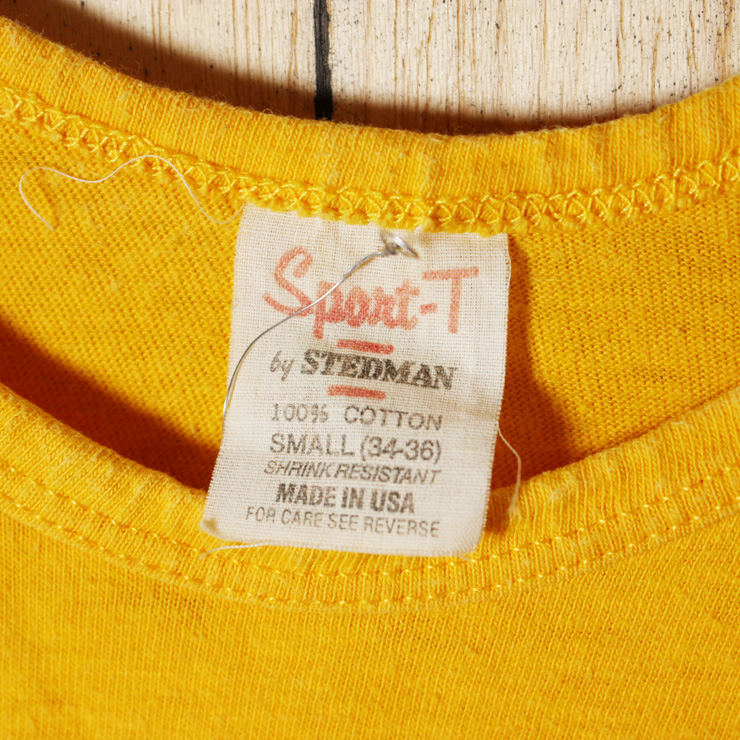 Sport-T
by STEDMAN
100% COTTON
SMALL (34-36)
SHRINK RESISTANT
MADE IN USA
FOR CARE SEE REVERSE